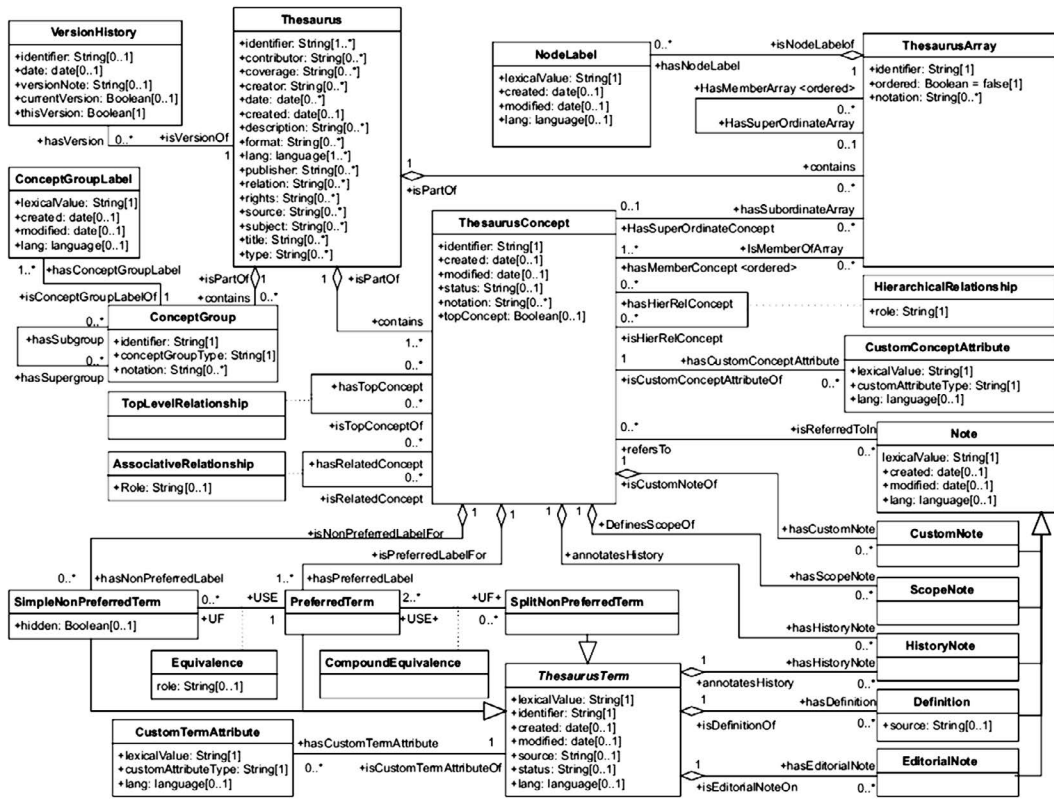 VersionHistory
+identifier: String[0..1]
+date: date[0..1]
+versionNote: String[0..1]
+currentVersion: Boolean[0..1]
+thisVersion: Boolean[1]
+hasVersion
0..*
+isVersionOf
1
Thesaurus
+identifier: String[1..*]
+contributor: String[0..*]
+coverage: String[0..*]
+creator: String[0..*]
+date: date[0..*]
+created: date[0..1]
+description: String[0..*]
+format: String[0..*]
+lang: language[1..*]
+publisher: String[0..*]
+relation: String[0..*]
+rights: String[0..*]
+source: String[0..*]
+subject: String[0..*]
+title: String[0..*]
+type: String[0..*]
NodeLabel
+lexicalValue: String[1]
+created: date[0..1]
+modified: date[0..1]
+lang: language[0..1]
0..*
+isNodeLabelof
+hasNodeLabel
1
ThesaurusArray
+identifier: String[1]
+ordered: Boolean = false[1]
+notation: String[0..*]
+HasMemberArray <ordered>
0..*
+HasSuperOrdinateArray
0..1
1
+isPartOf
+contains
0..*
ConceptGroupLabel
+lexicalValue: String[1]
+created: date[0..1]
+modified: date[0..1]
+lang: language[0..1]
1..*
+hasConceptGroupLabel
+isConceptGroupLabelOf
1
+isPartOf
1
+contains
0..*
+isPartOf
1
+contains
1..*
ConceptGroup
+identifier: String[1]
+conceptGroupType: String[1]
+notation: String[0..*]
0..*
+hasSubgroup
0..*
+hasSupergroup
ThesaurusConcept
+identifier: String[1]
+created: date[0..1]
+modified: date[0..1]
+status: String[0..1]
+notation: String[0..*]
+topConcept: Boolean[0..1]
0..1
+hasSubordinateArray
+HasSuperOrdinateConcept
0..*
1..*
+IsMemberOfArray
+hasMemberConcept <ordered>
0..*
0..*
+hasHierRelConcept
0..*
+isHierRelConcept
HierarchicalRelationship
+role: String[1]
1
+hasCustomConceptAttribute
+isCustomConceptAttributeOf
0..*
CustomConceptAttribute
+lexicalValue: String[1]
+customAttributeType: String[1]
+lang: language[0..1]
TopLevelRelationship
0..*
+hasTopConcept
0..*
+isTopConceptOf
AssociativeRelationship
+Role: String[0..1]
0..*
+hasRelatedConcept
0..*
+isRelatedConcept
0..*
+isReferredToIn
+refersTo
0..*
Note
lexicalValue: String[1]
+created: date[0..1]
+modified: date[0..1]
+lang: language[0..1]
1
+isCustomNoteOf
+hasCustomNote
0..*
CustomNote
1
1
1
1
+isNonPreferredLabelFor
+isPreferredLabelFor
+DefinesScopeOf
+annotatesHistory
+hasScopeNote
0..*
ScopeNote
+hasHistoryNote
0..*
HistoryNote
0..*
+hasNonPreferredLabel
1..*
+hasPreferredLabel
SimpleNonPreferredTerm
+hidden: Boolean[0..1]
0..*
+USE
+UF
1
PreferredTerm
2..*
+UF+
+USE+
0..*
SplitNonPreferredTerm
Equivalence
role: String[0..1]
CompoundEquivalence
ThesaurusTerm
+lexicalValue: String[1]
+identifier: String[1]
+created: date[0..1]
+modified: date[0..1]
+source: String[0..1]
+status: String[0..1]
+lang: language[0..1]
1
+hasHistoryNote
+annotatesHistory
0..*
1
+hasDefinition
+isDefinitionOf
0..*
Definition
+source: String[0..1]
1
+hasEditorialNote
+isEditorialNoteOn
0..*
EditorialNote
CustomTermAttribute
+lexicalValue: String[1]
+customAttributeType: String[1]
+lang: language[0..1]
+hasCustomTermAttribute
1
0..*
+isCustomTermAttributeOf